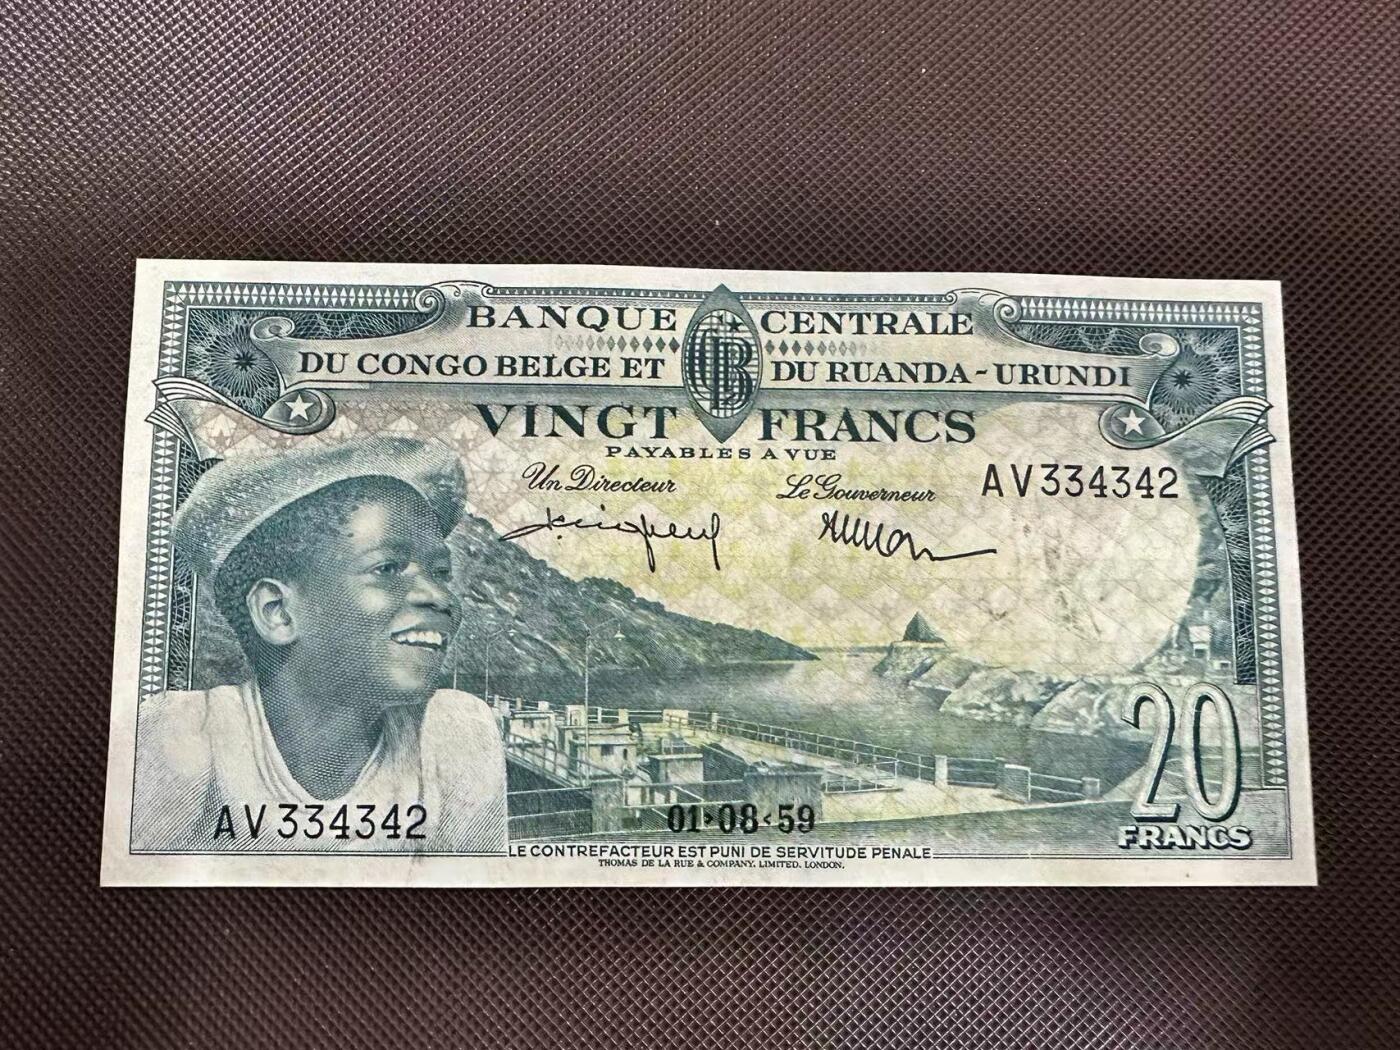 BANQUE CENTRALE
DU CONGO BELGE ET DU RUANDA-URUNDI
VINGT FRANCS
PAYABLES A VUE
Un Directeur Le Gouverneur
AV334342
AV334342
01·08·59
20
FRANCS
LE CONTREFACTEUR EST PUNI DE SERVITUDE PENALE
THOMAS DE LA RUE & COMPANY, LIMITED, LONDON.